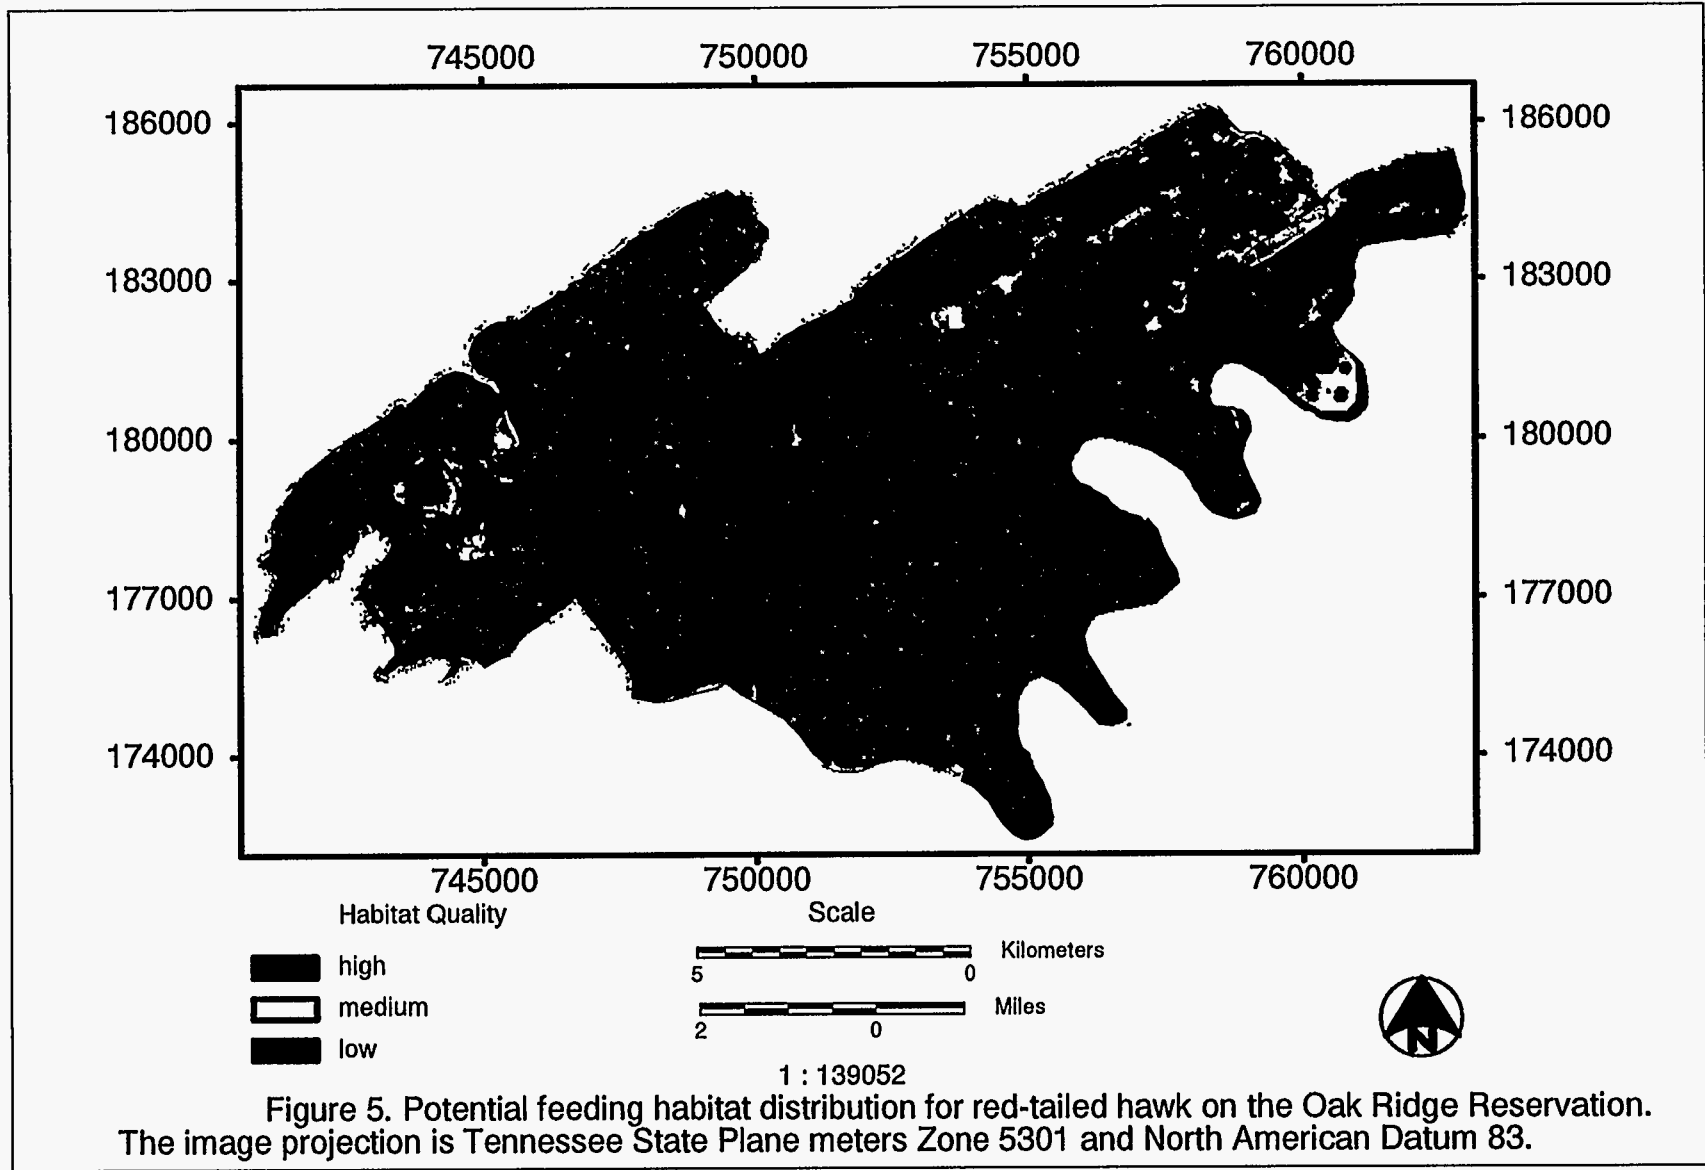 745000 750000 755000 760000
186000 186000
183000 183000
180000 180000
177000 177000
174000 174000
745000 750000 755000 760000
Habitat Quality
high
medium
low
Scale
Kilometers
5 0
Miles
2 0
1 : 139052
N
Figure 5. Potential feeding habitat distribution for red-tailed hawk on the Oak Ridge Reservation.
The image projection is Tennessee State Plane meters Zone 5301 and North American Datum 83.